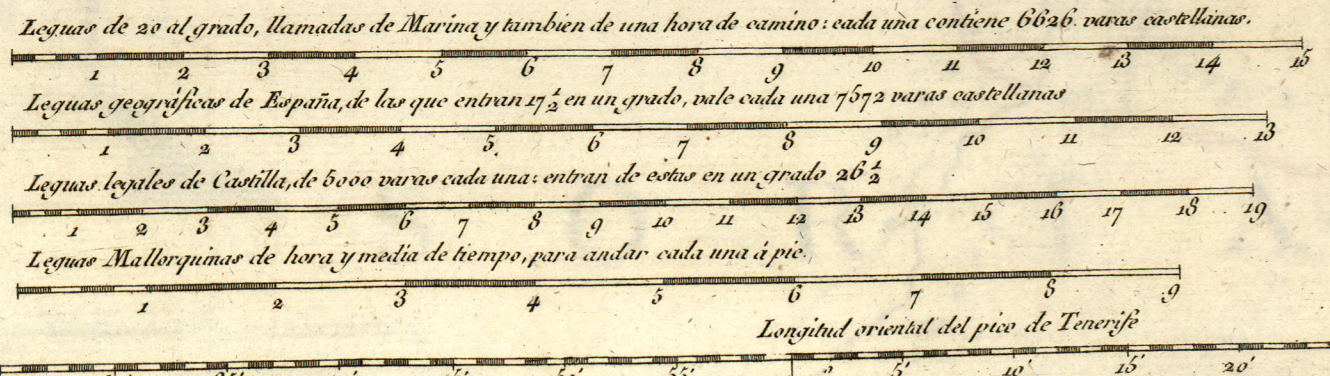 Leguas de 20 al grado, llamadas de Marina y tambien de una hora de camino: cada una contiene 6626. varas castellanas.
1 2 3 4 5 6 7 8 9 10 11 12 13 14 15
Leguas geográficas de España, de las que entran 17 1/2 en un grado, vale cada una 7572 varas castellanas
1 2 3 4 5 6 7 8 9 10 11 12 13
Leguas legales de Castilla, de 5000 varas cada una: entran de estas en un grado 26 1/2
1 2 3 4 5 6 7 8 9 10 11 12 13 14 15 16 17 18 19
Leguas Mallorquinas de hora y media de tiempo, para andar cada una á pie.
1 2 3 4 5 6 7 8 9
Longitud oriental del pico de Tenerife
5' 10' 15' 20'